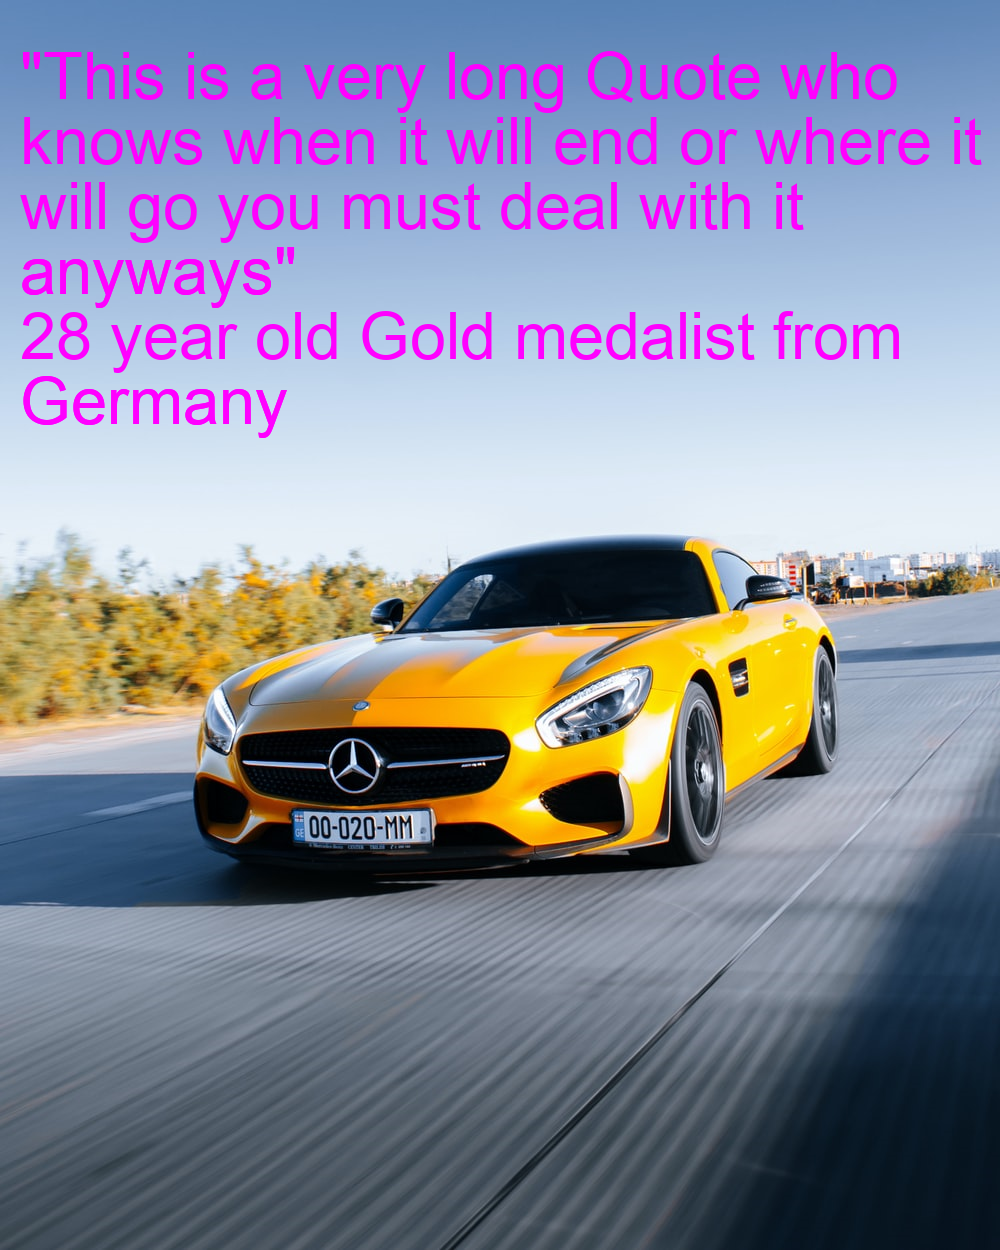 "This is a very long Quote who
knows when it will end or where it
will go you must deal with it
anyways"
28 year old Gold medalist from
Germany
GE
00-020-MM